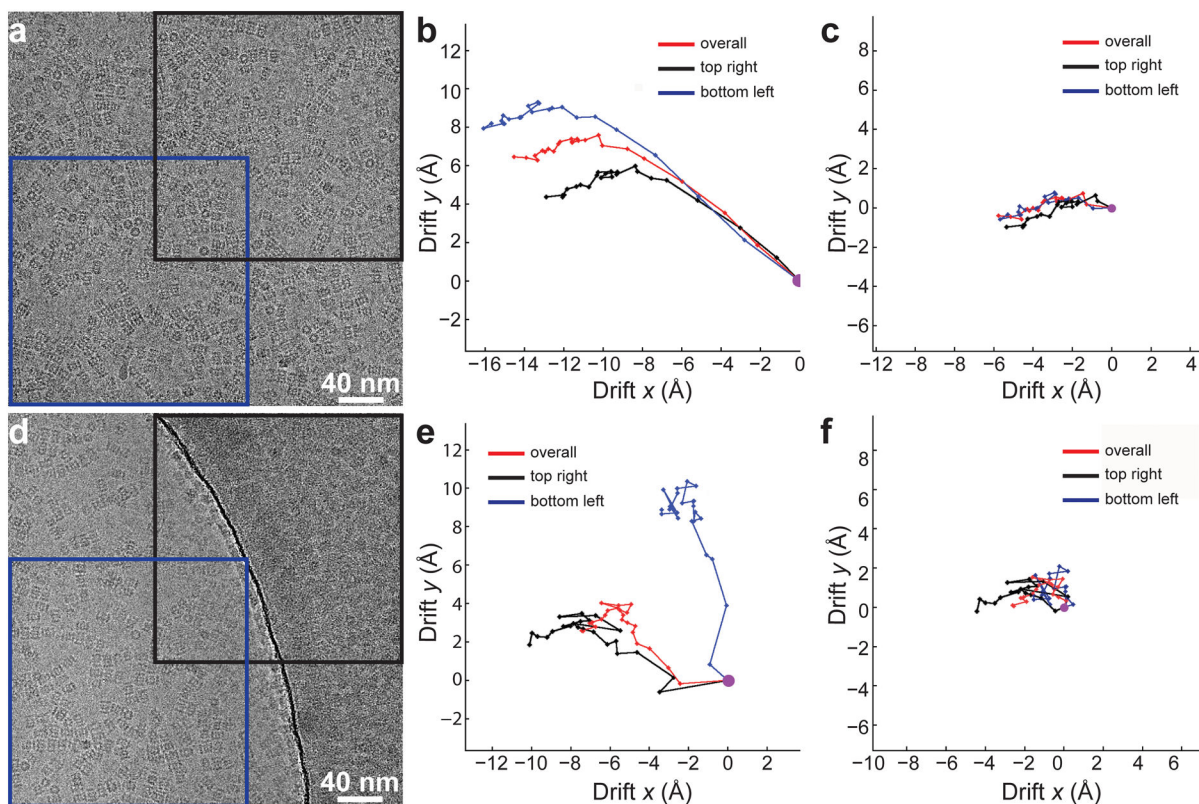 a
40 nm
b
overall
top right
bottom left
12
10
8
6
4
2
0
−2
Drift y (Å)
−16 −14 −12 −10 −8 −6 −4 −2 0
Drift x (Å)
c
overall
top right
bottom left
8
6
4
2
0
−2
−4
−6
Drift y (Å)
−12 −10 −8 −6 −4 −2 0 2 4
Drift x (Å)
d
40 nm
e
overall
top right
bottom left
12
10
8
6
4
2
0
−2
Drift y (Å)
−12 −10 −8 −6 −4 −2 0 2
Drift x (Å)
f
overall
top right
bottom left
8
6
4
2
0
−2
−4
−6
Drift y (Å)
−10 −8 −6 −4 −2 0 2 4 6
Drift x (Å)